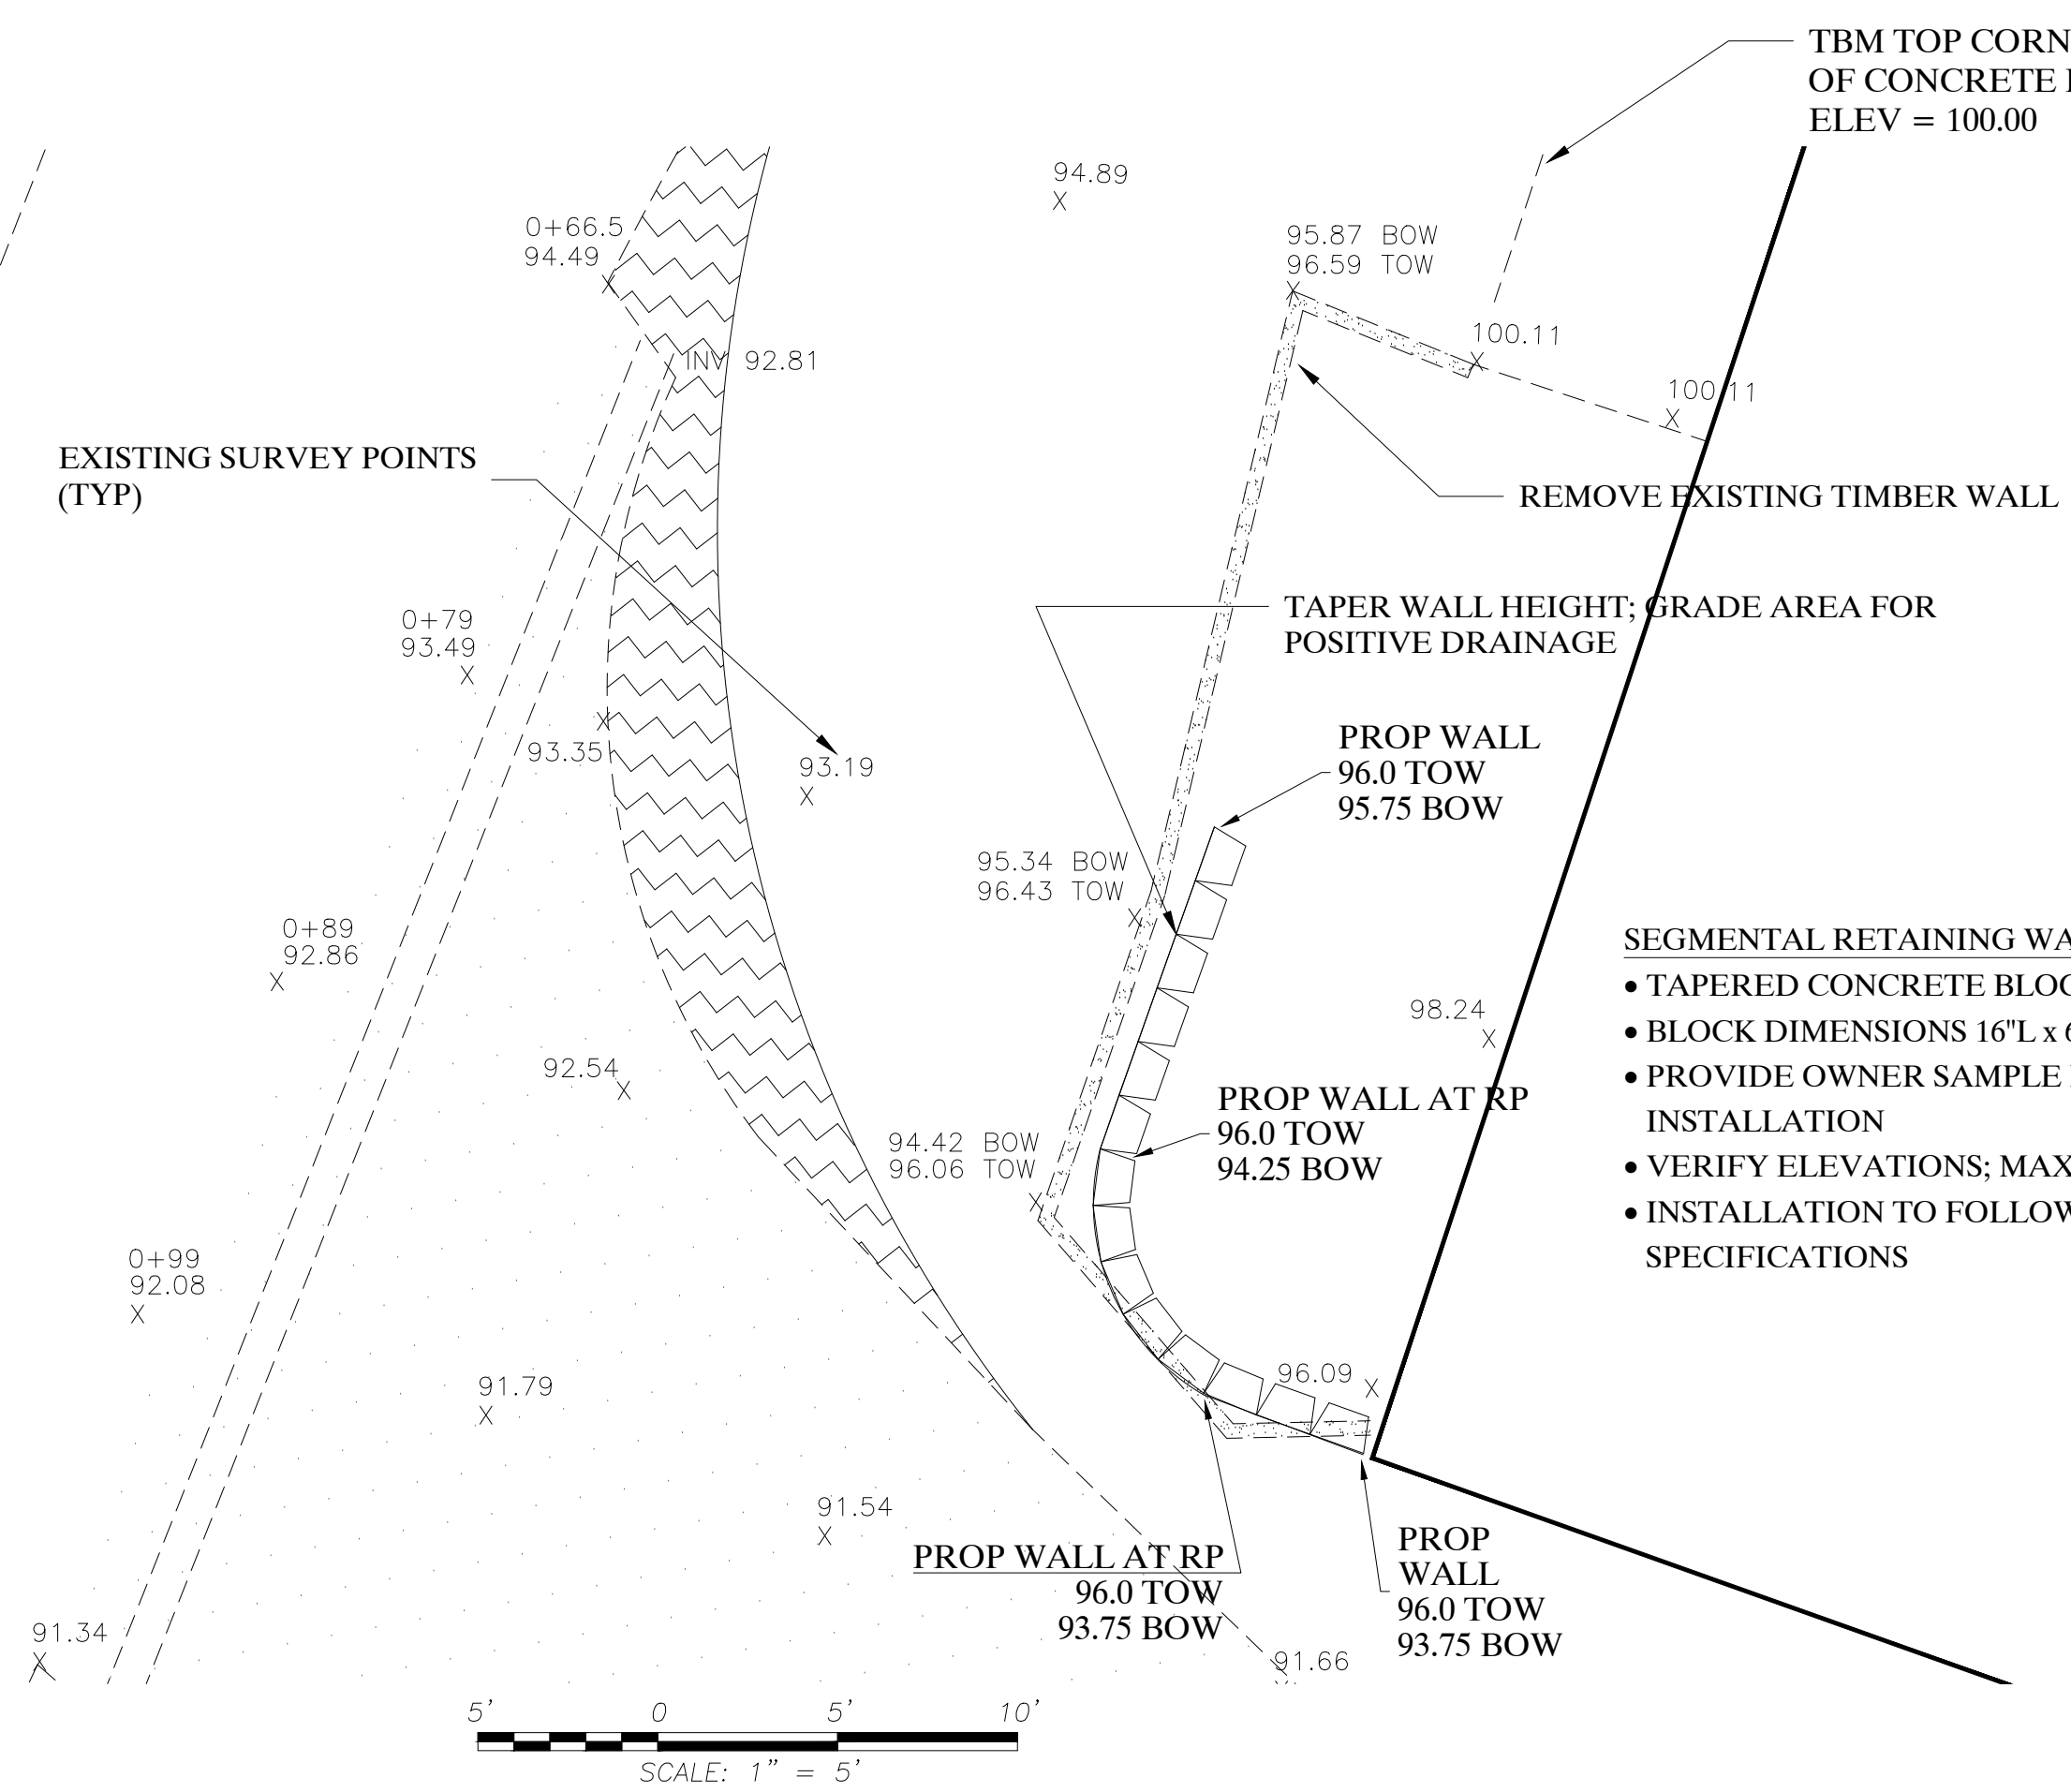 TBM TOP CORN
OF CONCRETE
ELEV = 100.00
94.89
X
0+66.5
94.49
X
95.87 BOW
96.59 TOW
X
100.11
X
INV 92.81
100.11
X
EXISTING SURVEY POINTS
(TYP)
REMOVE EXISTING TIMBER WALL
TAPER WALL HEIGHT; GRADE AREA FOR
POSITIVE DRAINAGE
0+79
93.49
X
X
93.35
93.19
X
PROP WALL
96.0 TOW
95.75 BOW
95.34 BOW
96.43 TOW
X
0+89
92.86
X
SEGMENTAL RETAINING WA
• TAPERED CONCRETE BLOC
• BLOCK DIMENSIONS 16"L x 6
• PROVIDE OWNER SAMPLE
INSTALLATION
• VERIFY ELEVATIONS; MAX
• INSTALLATION TO FOLLOW
SPECIFICATIONS
98.24
X
92.54
X
PROP WALL AT RP
96.0 TOW
94.25 BOW
94.42 BOW
96.06 TOW
X
0+99
92.08
X
91.79
X
96.09
X
91.54
X
PROP WALL AT RP
96.0 TOW
93.75 BOW
PROP
WALL
96.0 TOW
93.75 BOW
91.34
X
91.66
5' 0 5' 10'
SCALE: 1" = 5'